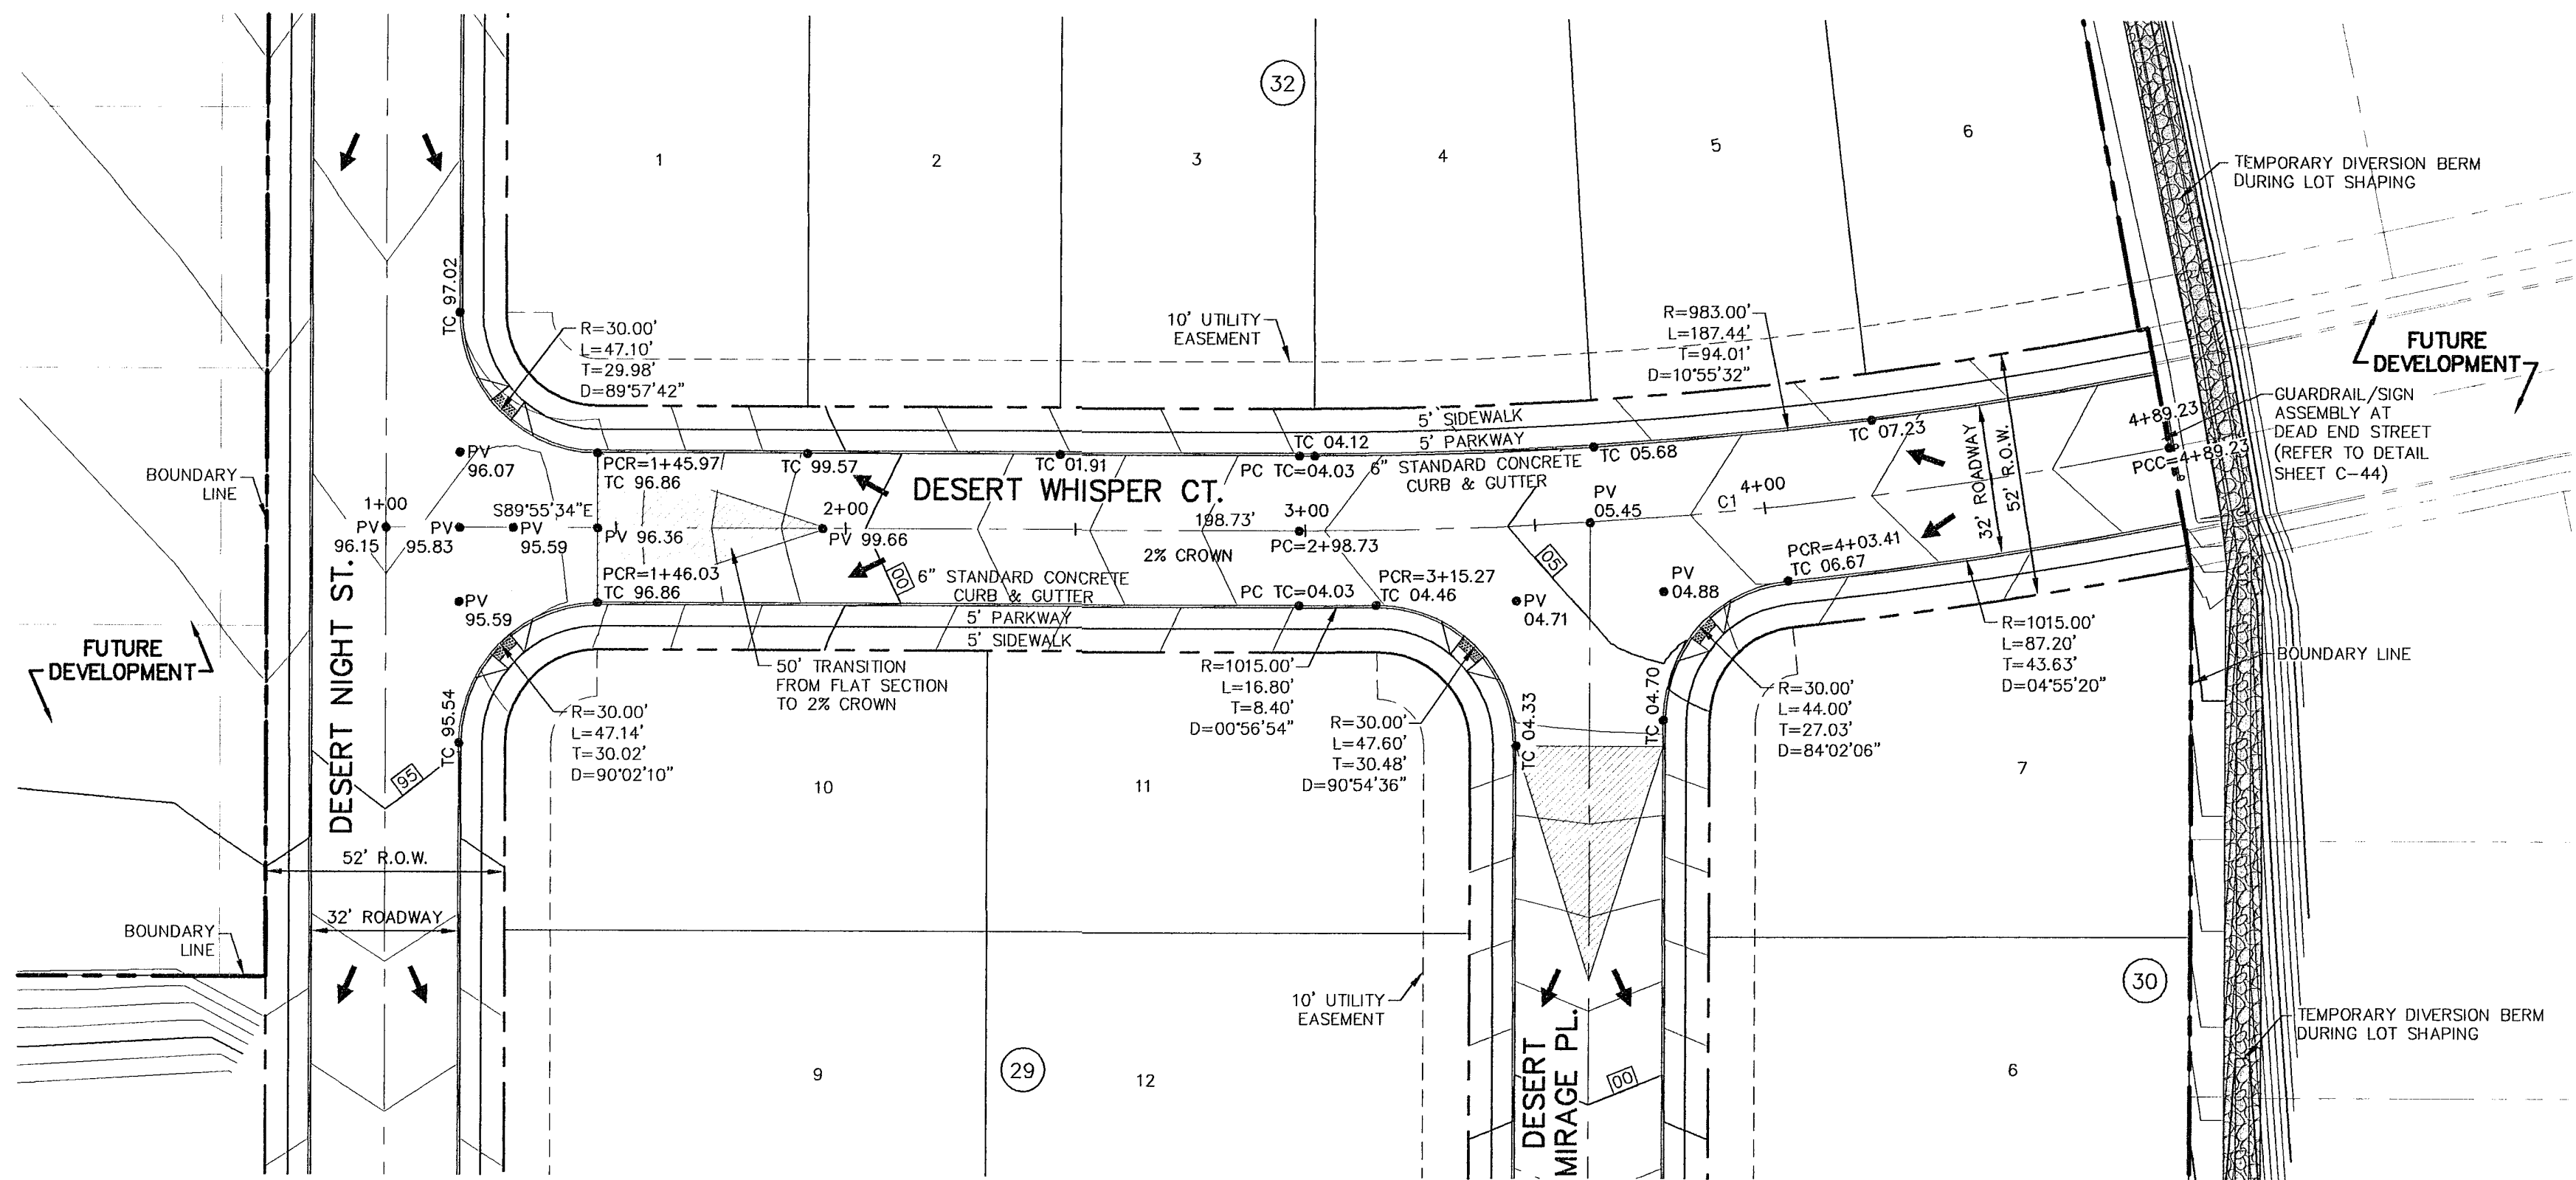 32
1
2
3
4
5
6
TEMPORARY DIVERSION BERM
DURING LOT SHAPING
TC 97.02
R=30.00'
L=47.10'
T=29.98'
D=89°57'42"
10' UTILITY
EASEMENT
R=983.00'
L=187.44'
T=94.01'
D=10°55'32"
FUTURE
DEVELOPMENT
GUARDRAIL/SIGN
ASSEMBLY AT
DEAD END STREET
(REFER TO DETAIL
SHEET C-44)
4+89.23
PCC=4+89.23
BOUNDARY
LINE
PV
96.07
PCR=1+45.97
TC 96.86
TC 99.57
TC 01.91
TC 04.12
PC TC=04.03
5' SIDEWALK
5' PARKWAY
6" STANDARD CONCRETE
CURB & GUTTER
TC 05.68
TC 07.23
32' ROADWAY
52' R.O.W.
DESERT WHISPER CT.
1+00
PV
96.15
PV
95.83
S89°55'34"E
PV
95.59
PV 96.36
2+00
PV 99.66
198.73'
3+00
PC=2+98.73
2% CROWN
PV
05.45
C1
4+00
PCR=1+46.03
TC 96.86
00
6" STANDARD CONCRETE
CURB & GUTTER
PC TC=04.03
PCR=3+15.27
TC 04.46
05
PV
04.71
PV
04.88
PCR=4+03.41
TC 06.67
PV
95.59
5' PARKWAY
5' SIDEWALK
FUTURE
DEVELOPMENT
DESERT NIGHT ST.
TC 95.54
95
50' TRANSITION
FROM FLAT SECTION
TO 2% CROWN
R=30.00'
L=47.14'
T=30.02'
D=90°02'10"
R=1015.00'
L=16.80'
T=8.40'
D=00°56'54"
R=30.00'
L=47.60'
T=30.48'
D=90°54'36"
TC 04.33
TC 04.70
R=30.00'
L=44.00'
T=27.03'
D=84°02'06"
R=1015.00'
L=87.20'
T=43.63'
D=04°55'20"
BOUNDARY LINE
10
11
7
52' R.O.W.
32' ROADWAY
BOUNDARY
LINE
10' UTILITY
EASEMENT
30
TEMPORARY DIVERSION BERM
DURING LOT SHAPING
DESERT
MIRAGE PL.
00
9
29
12
6